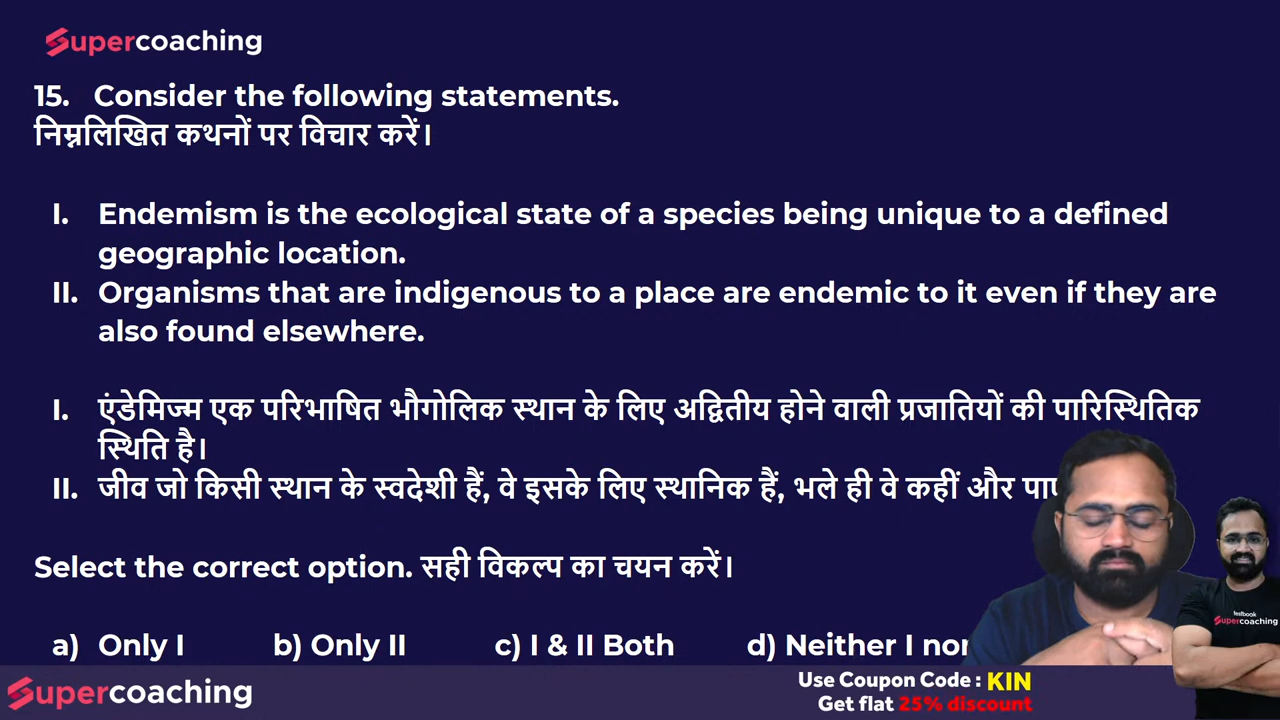 Supercoaching
15. Consider the following statements.
निम्नलिखित कथनों पर विचार करें।
I. Endemism is the ecological state of a species being unique to a defined
geographic location.
II. Organisms that are indigenous to a place are endemic to it even if they are
also found elsewhere.
I. एंडेमिज्म एक परिभाषित भौगोलिक स्थान के लिए अद्वितीय होने वाली प्रजातियों की पारिस्थितिक
स्थिति है।
II. जीव जो किसी स्थान के स्वदेशी हैं, वे इसके लिए स्थानिक हैं, भले ही वे कहीं और
Select the correct option. सही विकल्प का चयन करें।
a) Only I b) Only II c) I & II Both d) Neither I
testbook
Supercoaching
Supercoaching
Use Coupon Code : KIN
Get flat 25% discount